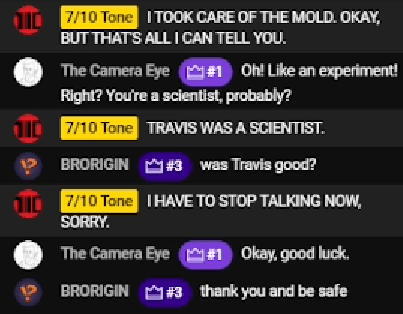 7/10 Tone I TOOK CARE OF THE MOLD. OKAY,
BUT THAT'S ALL I CAN TELL YOU.
The Camera Eye #1 Oh! Like an experiment!
Right? You're a scientist, probably?
7/10 Tone TRAVIS WAS A SCIENTIST.
BRORIGIN #3 was Travis good?
7/10 Tone I HAVE TO STOP TALKING NOW,
SORRY.
The Camera Eye #1 Okay, good luck.
BRORIGIN #3 thank you and be safe